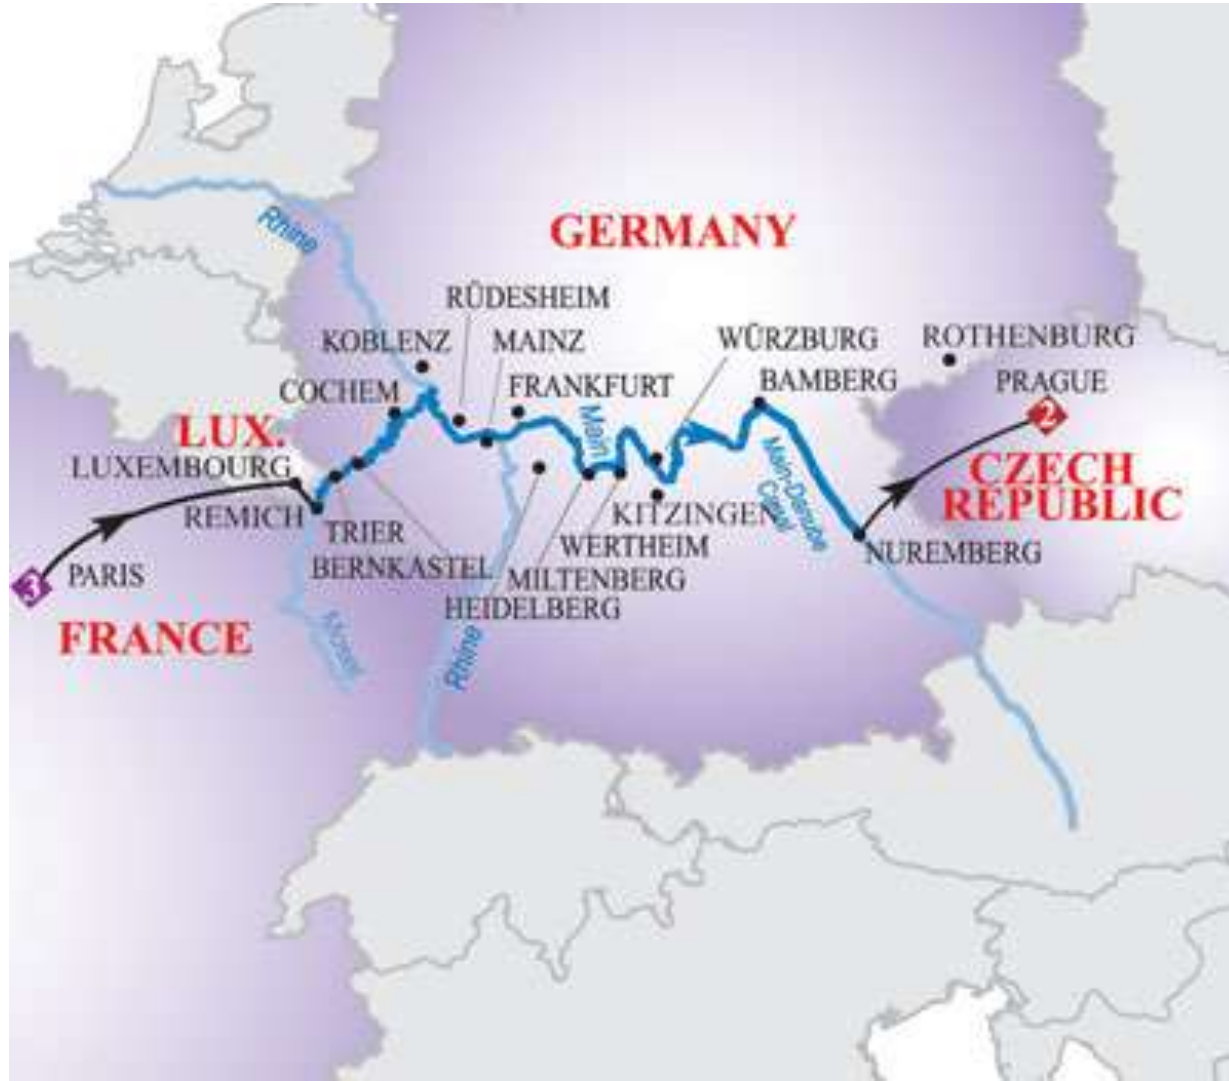 Rhine
GERMANY
RÜDESHEIM
KOBLENZ
MAINZ
WÜRZBURG
ROTHENBURG
COCHEM
FRANKFURT
BAMBERG
PRAGUE
2
LUX.
Main
LUXEMBOURG
CZECH
REPUBLIC
REMICH
KITZINGEN
Main-Danube
Canal
TRIER
WERTHEIM
NUREMBERG
BERNKASTEL
MILTENBERG
3
PARIS
HEIDELBERG
FRANCE
Mosel
Rhine